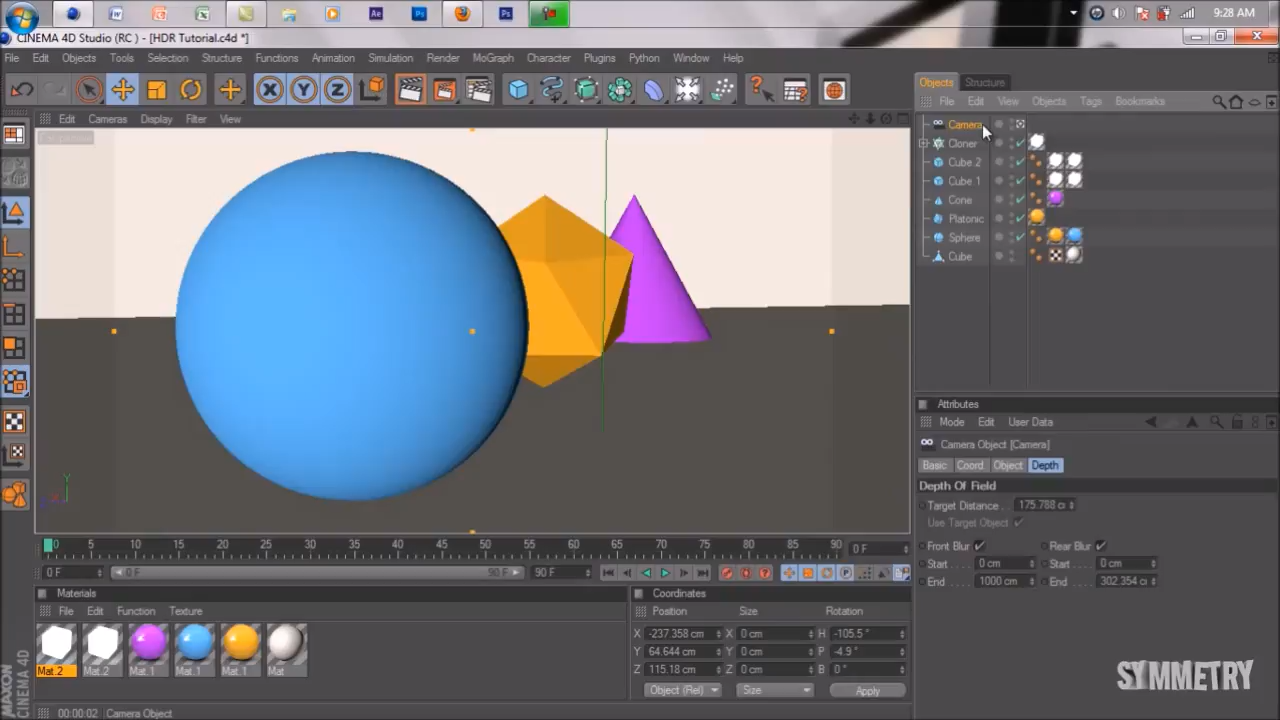 9:28 AM
CINEMA 4D Studio (RC ) - [HDR Tutorial.c4d *]
File Edit Objects Tools Selection Structure Functions Animation Simulation Render MoGraph Character Plugins Python Window Help
Objects Structure
File Edit View Objects Tags Bookmarks
Edit Cameras Display Filter View
Camera
Cloner
Cube 2
Cube 1
Cone
Platonic
Sphere
Cube
Attributes
Mode Edit User Data
Camera Object [Camera]
Basic Coord Object Depth
Depth Of Field
Target Distance . 175.788 cm
Use Target Object
Front Blur Rear Blur
Start . . . . 0 cm Start . . . . 0 cm
End . . . . 1000 cm End . . . . 302.354 cm
0 5 10 15 20 25 30 35 40 45 50 55 60 65 70 75 80 85 90 0 F
0 F 0 F 90 F 90 F
Materials
File Edit Function Texture
Mat.2 Mat.2 Mat.1 Mat.1 Mat.1 Mat
Coordinates
Position Size Rotation
X -237.358 cm X 0 cm H -105.5 °
Y 64.644 cm Y 0 cm P -4.9 °
Z 115.18 cm Z 0 cm B 0 °
Object (Rel) Size Apply
MAXON CINEMA 4D
00:00:02 Camera Object
SYMMETRY